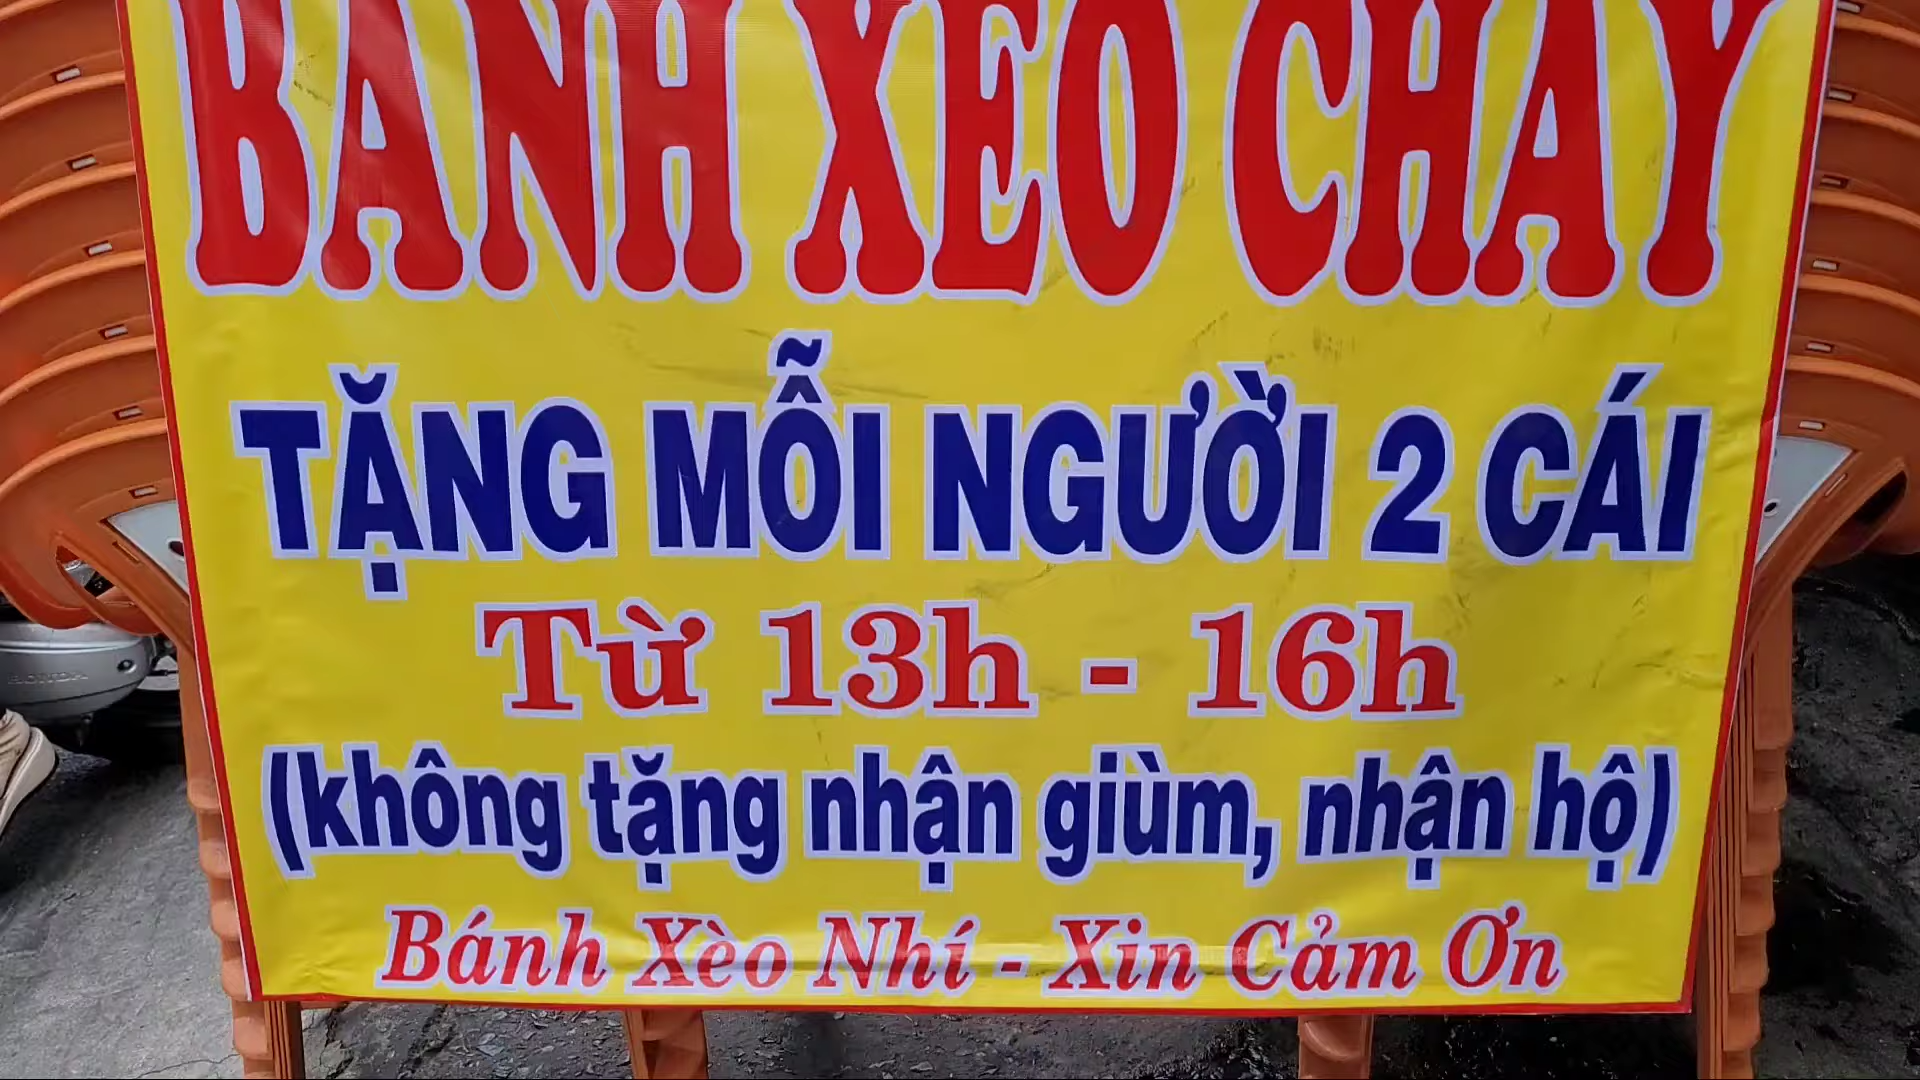 BÁNH XÈO CHAY
TẶNG MỖI NGƯỜI 2 CÁI
Từ 13h - 16h
(không tặng nhận giùm, nhận hộ)
Bánh Xèo Nhí - Xin Cảm Ơn
HONDA